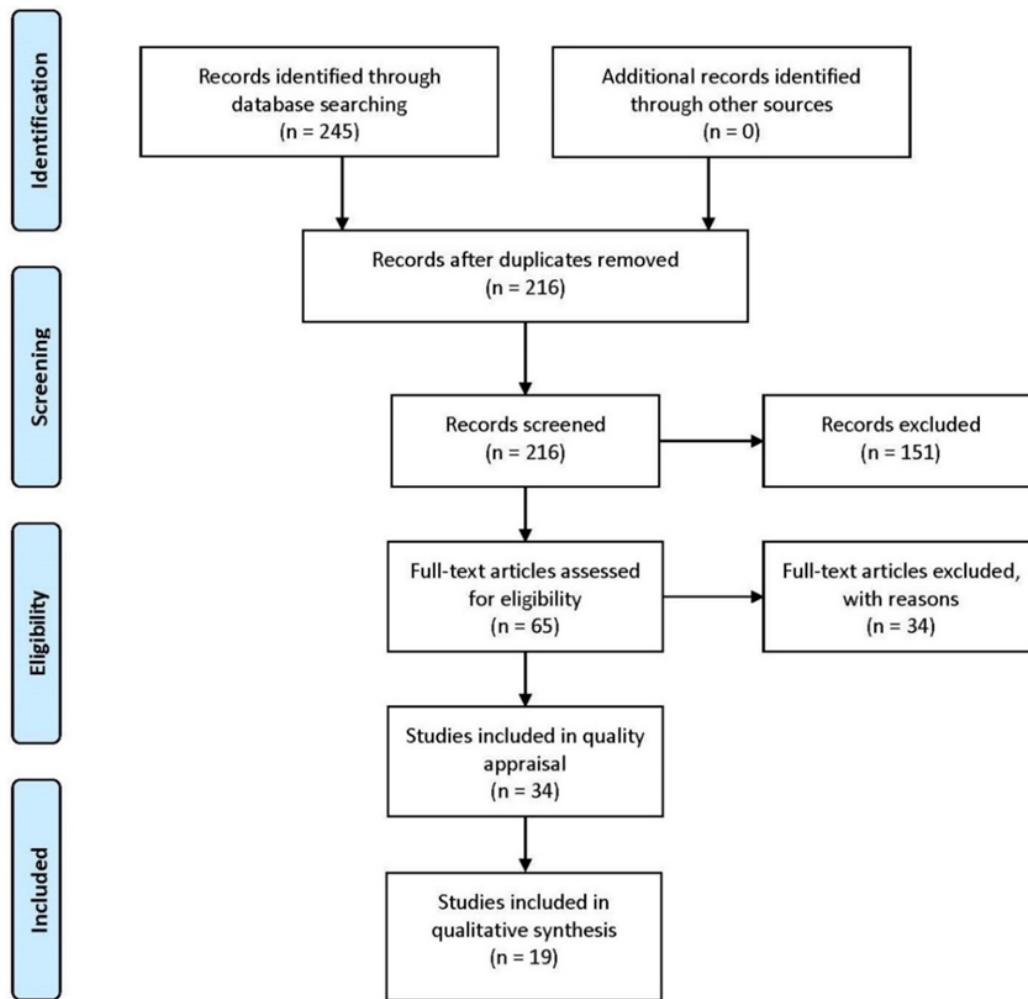 Identification
Records identified through
database searching
(n = 245)
Additional records identified
through other sources
(n = 0)
Records after duplicates removed
(n = 216)
Screening
Records screened
(n = 216)
Records excluded
(n = 151)
Eligibility
Full-text articles assessed
for eligibility
(n = 65)
Full-text articles excluded,
with reasons
(n = 34)
Studies included in quality
appraisal
(n = 34)
Included
Studies included in
qualitative synthesis
(n = 19)